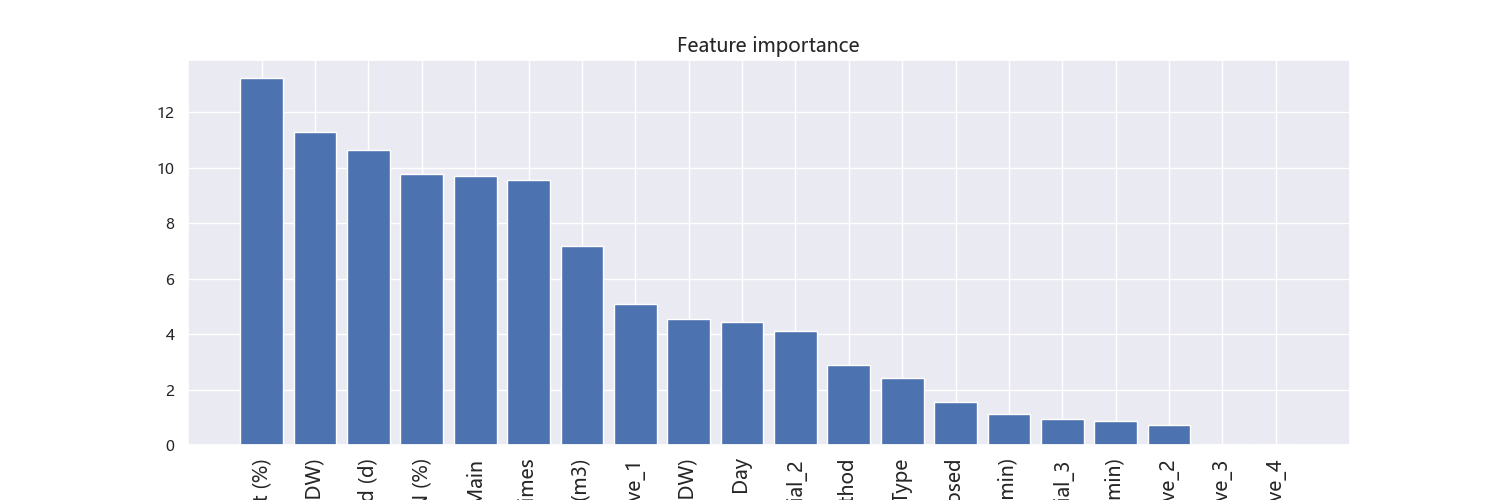 Feature importance
12
10
8
6
4
2
0
t (%)
DW)
d (d)
(%)
Main
imes
(m3)
ve_1
DW)
Day
ial_2
thod
Type
osed
min)
ial_3
min)
ve_2
ve_3
ve_4